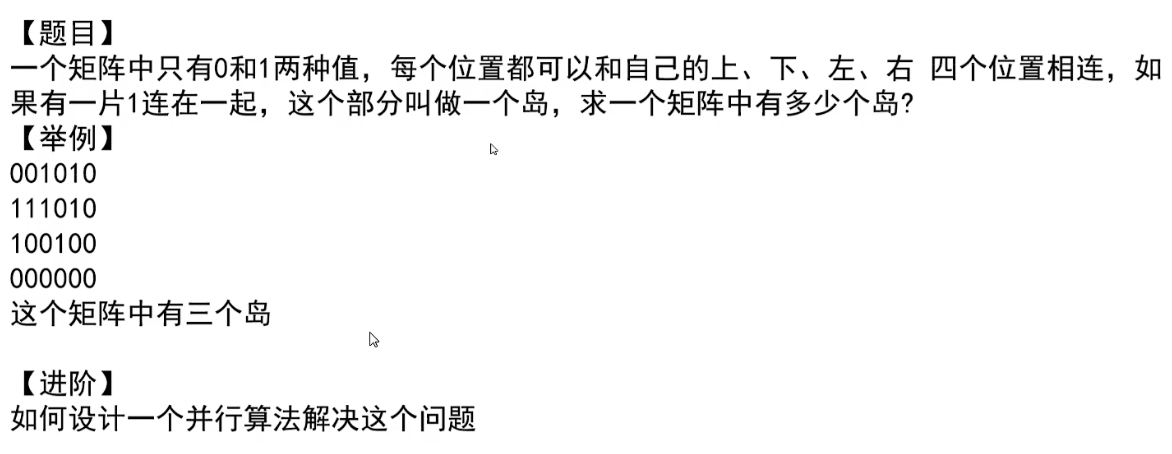 【题目】
一个矩阵中只有0和1两种值，每个位置都可以和自己的上、下、左、右 四个位置相连，如
果有一片1连在一起，这个部分叫做一个岛，求一个矩阵中有多少个岛?
【举例】
001010
111010
100100
000000
这个矩阵中有三个岛
【进阶】
如何设计一个并行算法解决这个问题